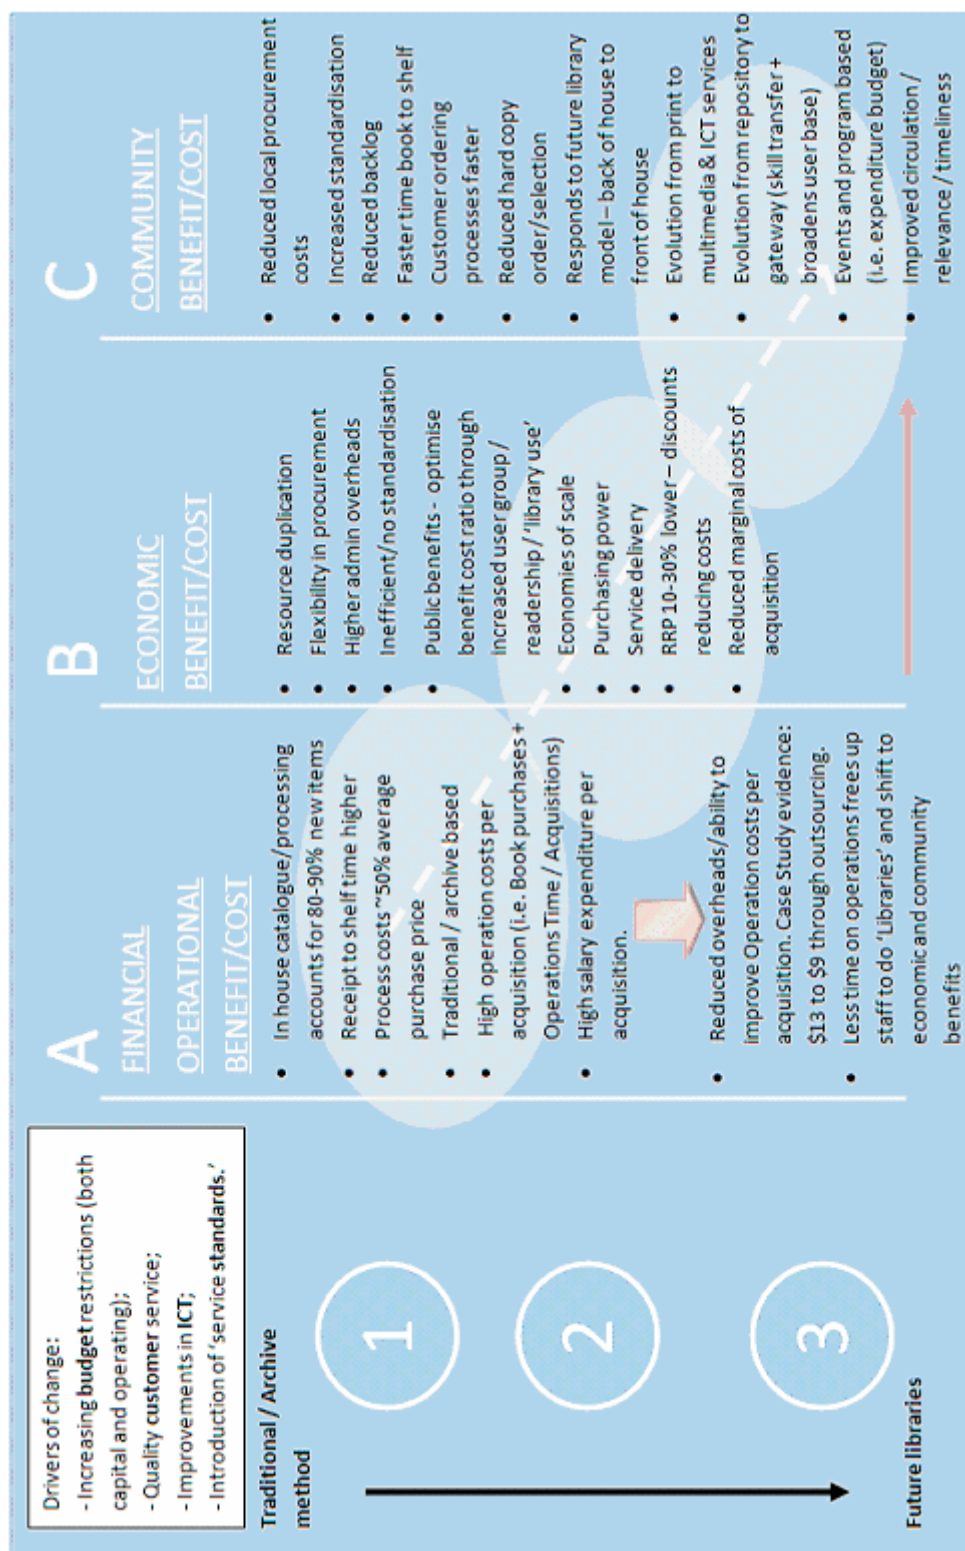 Drivers of change:
- Increasing budget restrictions (both
capital and operating);
- Quality customer service;
- Improvements in ICT;
- Introduction of 'service standards.'
Traditional / Archive
method
1
2
3
Future libraries
A
FINANCIAL
OPERATIONAL
BENEFIT/COST
• In house catalogue/processing
accounts for 80-90% new items
• Receipt to shelf time higher
• Process costs ~50% average
purchase price
• Traditional / archive based
• High operation costs per
acquisition (i.e. Book purchases +
Operations Time / Acquisitions)
• High salary expenditure per
acquisition.
• Reduced overheads/ability to
improve Operation costs per
acquisition. Case Study evidence:
$13 to $9 through outsourcing.
• Less time on operations frees up
staff to do 'Libraries' and shift to
economic and community
benefits
B
ECONOMIC
BENEFIT/COST
• Resource duplication
• Flexibility in procurement
• Higher admin overheads
• Inefficient/no standardisation
• Public benefits - optimise
benefit cost ratio through
increased user group /
readership / 'library use'
• Economies of scale
• Purchasing power
• Service delivery
• RRP 10-30% lower – discounts
reducing costs
• Reduced marginal costs of
acquisition
C
COMMUNITY
BENEFIT/COST
• Reduced local procurement
costs
• Increased standardisation
• Reduced backlog
• Faster time book to shelf
• Customer ordering
processes faster
• Reduced hard copy
order/selection
• Responds to future library
model – back of house to
front of house
• Evolution from print to
multimedia & ICT services
• Evolution from repository to
gateway (skill transfer +
broadens user base)
• Events and program based
(i.e. expenditure budget)
• Improved circulation /
relevance / timeliness